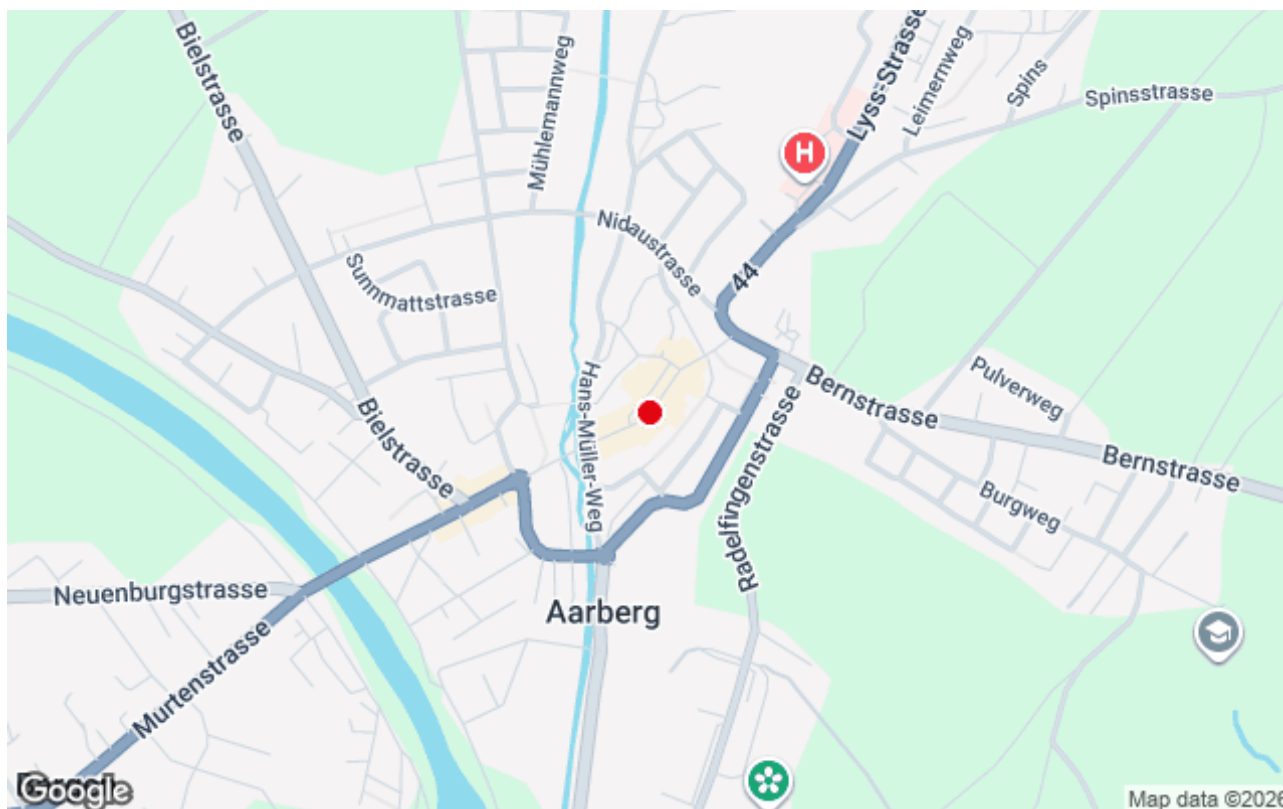 Bielstrasse
Mühlemannweg
Lyss-Strasse
Leimernweg
Spins
Spinsstrasse
H
Nidaustrasse
44
Sunnmattstrasse
Hans-Müller-Weg
Bernstrasse
Pulverweg
Bielstrasse
Radelfingenstrasse
Bernstrasse
Burgweg
Neuenburgstrasse
Aarberg
Murtenstrasse
Google
Map data ©2026